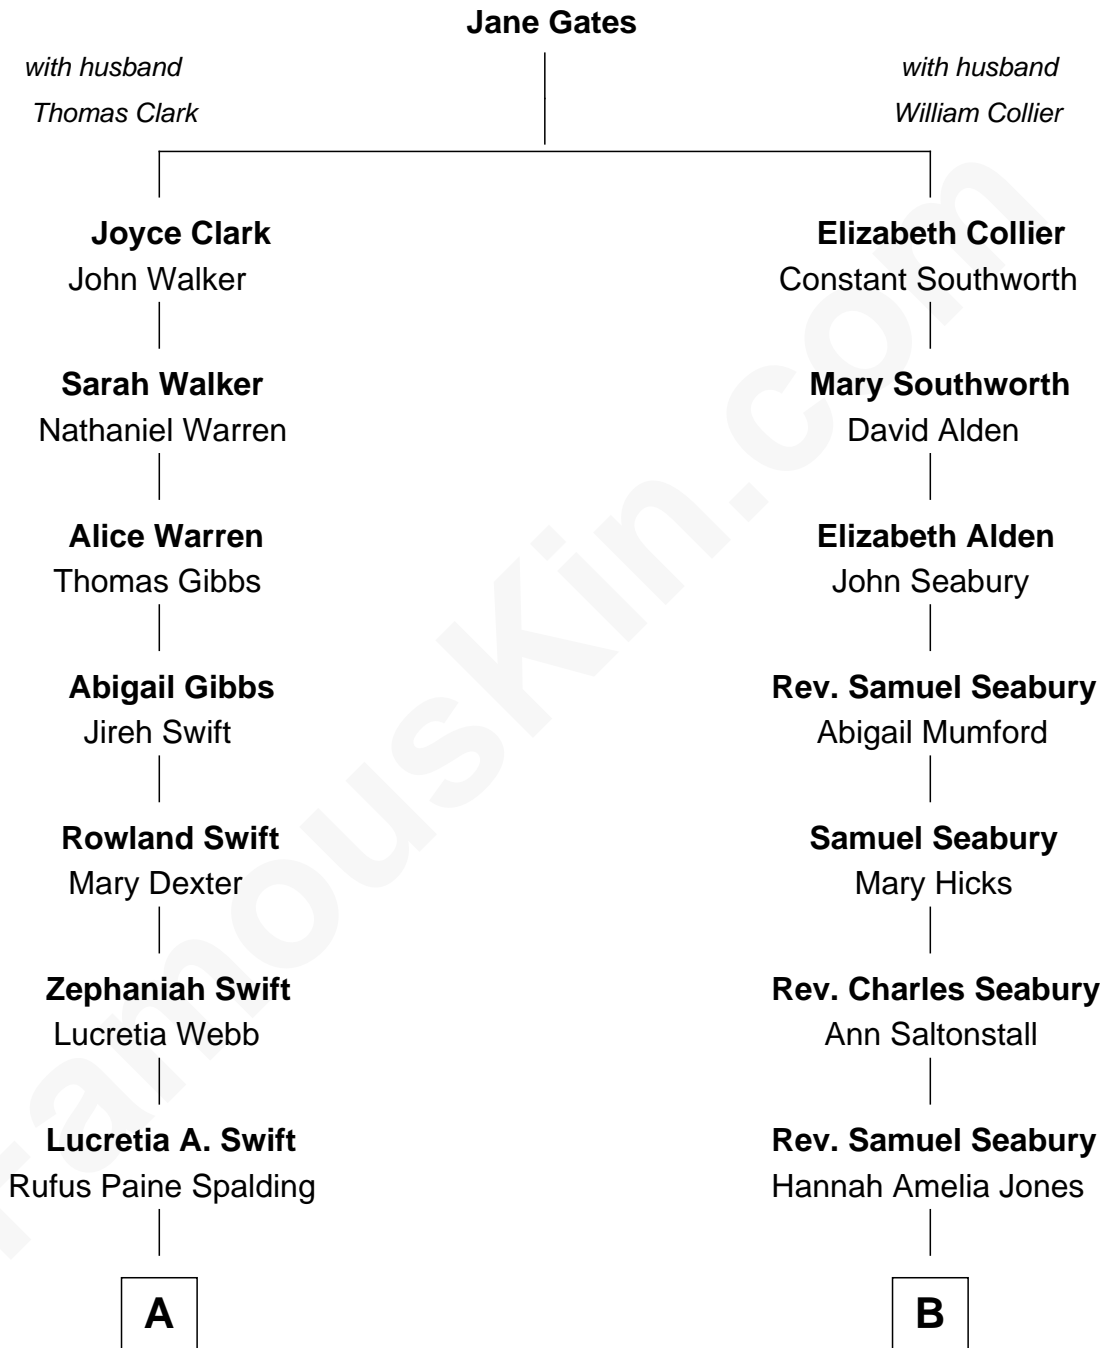 Jane Gates
with husband
Thomas Clark
with husband
William Collier
Joyce Clark
John Walker
Elizabeth Collier
Constant Southworth
Sarah Walker
Nathaniel Warren
Mary Southworth
David Alden
Alice Warren
Thomas Gibbs
Elizabeth Alden
John Seabury
Abigail Gibbs
Jireh Swift
Rev. Samuel Seabury
Abigail Mumford
Rowland Swift
Mary Dexter
Samuel Seabury
Mary Hicks
Zephaniah Swift
Lucretia Webb
Rev. Charles Seabury
Ann Saltonstall
Lucretia A. Swift
Rufus Paine Spalding
Rev. Samuel Seabury
Hannah Amelia Jones
A
B
FamousKin.com